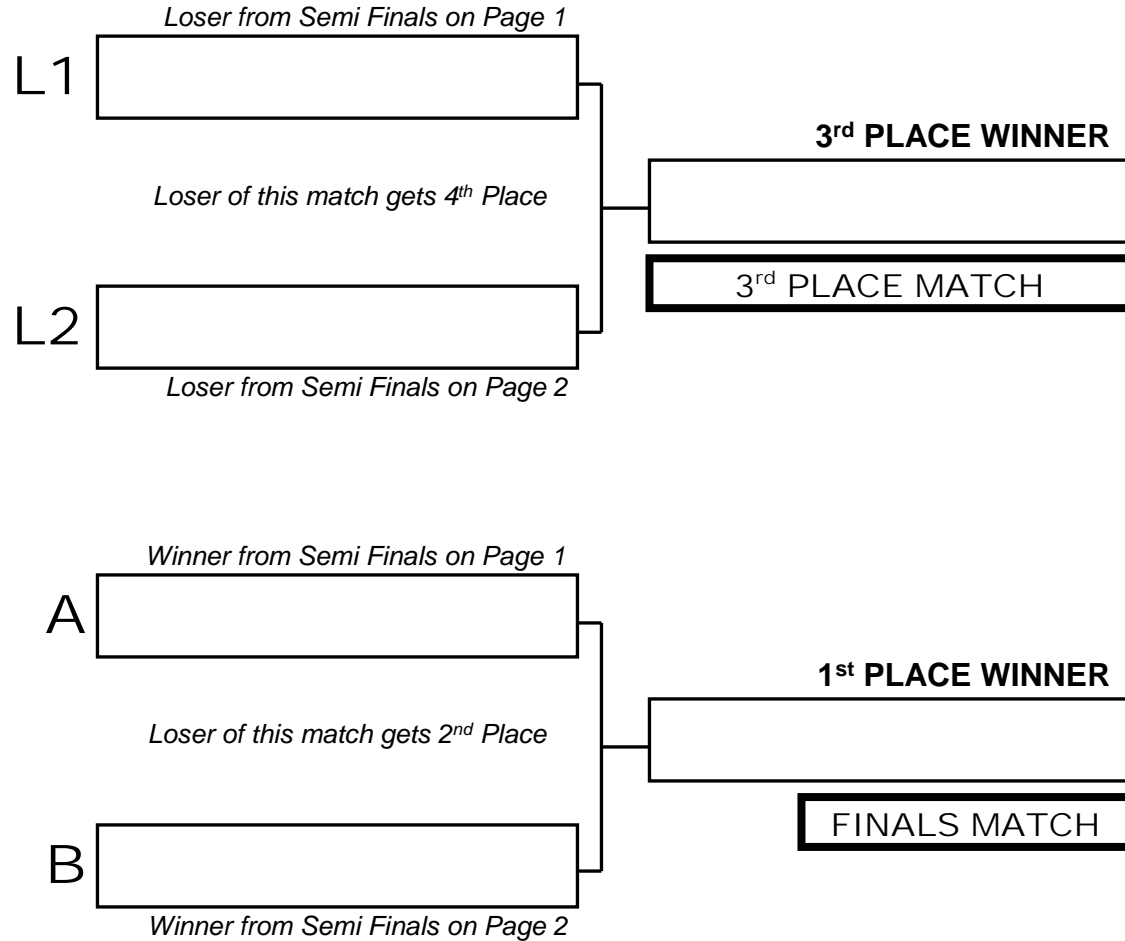 Loser from Semi Finals on Page 1
L1
3rd PLACE WINNER
Loser of this match gets 4th Place
3rd PLACE MATCH
L2
Loser from Semi Finals on Page 2
Winner from Semi Finals on Page 1
A
1st PLACE WINNER
Loser of this match gets 2nd Place
FINALS MATCH
B
Winner from Semi Finals on Page 2